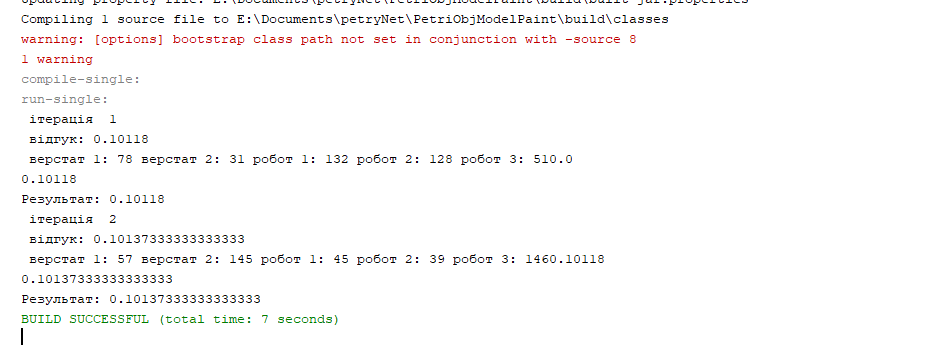 Updating property file: E:\Documents\petryNet\PetriObjModelPaint\build\built-jar.properties
Compiling 1 source file to E:\Documents\petryNet\PetriObjModelPaint\build\classes
warning: [options] bootstrap class path not set in conjunction with -source 8
1 warning
compile-single:
run-single:
ітерація 1
відгук: 0.10118
верстат 1: 78 верстат 2: 31 робот 1: 132 робот 2: 128 робот 3: 510.0
0.10118
Результат: 0.10118
ітерація 2
відгук: 0.10137333333333333
верстат 1: 57 верстат 2: 145 робот 1: 45 робот 2: 39 робот 3: 1460.10118
0.10137333333333333
Результат: 0.10137333333333333
BUILD SUCCESSFUL (total time: 7 seconds)